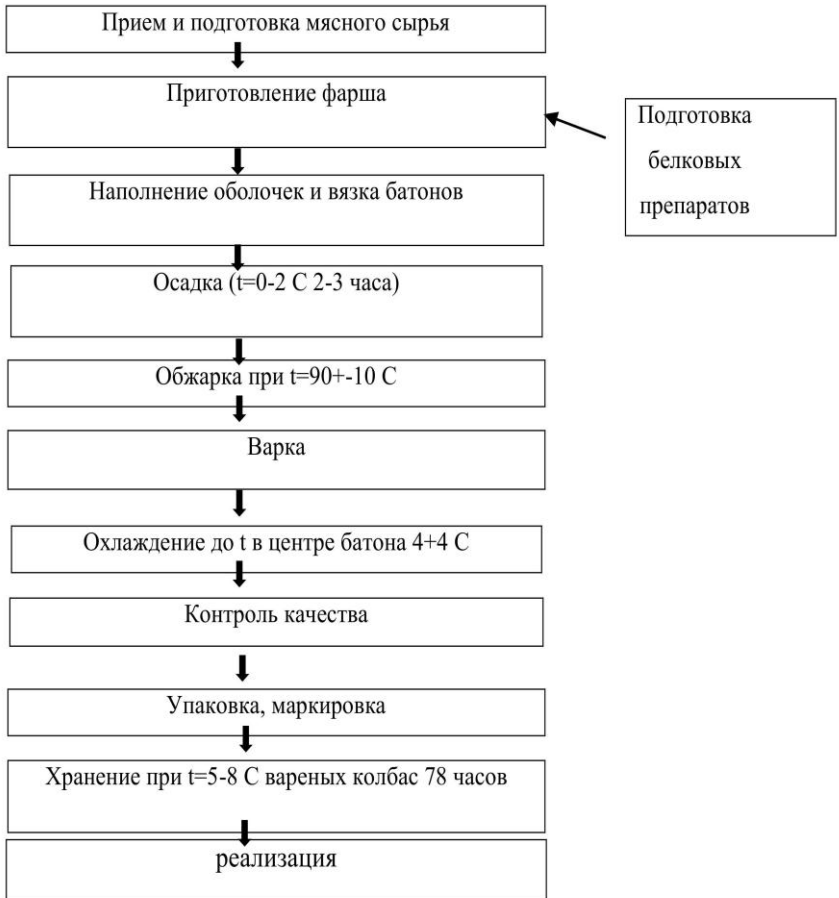 Прием и подготовка мясного сырья
Приготовление фарша
Подготовка
белковых
препаратов
Наполнение оболочек и вязка батонов
Осадка (t=0-2 С 2-3 часа)
Обжарка при t=90+-10 С
Варка
Охлаждение до t в центре батона 4+4 С
Контроль качества
Упаковка, маркировка
Хранение при t=5-8 С вареных колбас 78 часов
реализация